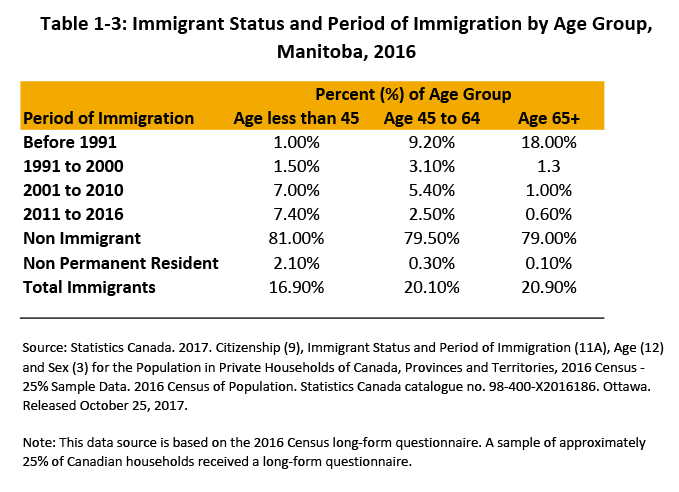 Table 1-3: Immigrant Status and Period of Immigration by Age Group,
Manitoba, 2016
Percent (%) of Age Group
Period of Immigration Age less than 45 Age 45 to 64 Age 65+
Before 1991 1.00% 9.20% 18.00%
1991 to 2000 1.50% 3.10% 1.3
2001 to 2010 7.00% 5.40% 1.00%
2011 to 2016 7.40% 2.50% 0.60%
Non Immigrant 81.00% 79.50% 79.00%
Non Permanent Resident 2.10% 0.30% 0.10%
Total Immigrants 16.90% 20.10% 20.90%
Source: Statistics Canada. 2017. Citizenship (9), Immigrant Status and Period of Immigration (11A), Age (12)
and Sex (3) for the Population in Private Households of Canada, Provinces and Territories, 2016 Census -
25% Sample Data. 2016 Census of Population. Statistics Canada catalogue no. 98-400-X2016186. Ottawa.
Released October 25, 2017.
Note: This data source is based on the 2016 Census long-form questionnaire. A sample of approximately
25% of Canadian households received a long-form questionnaire.